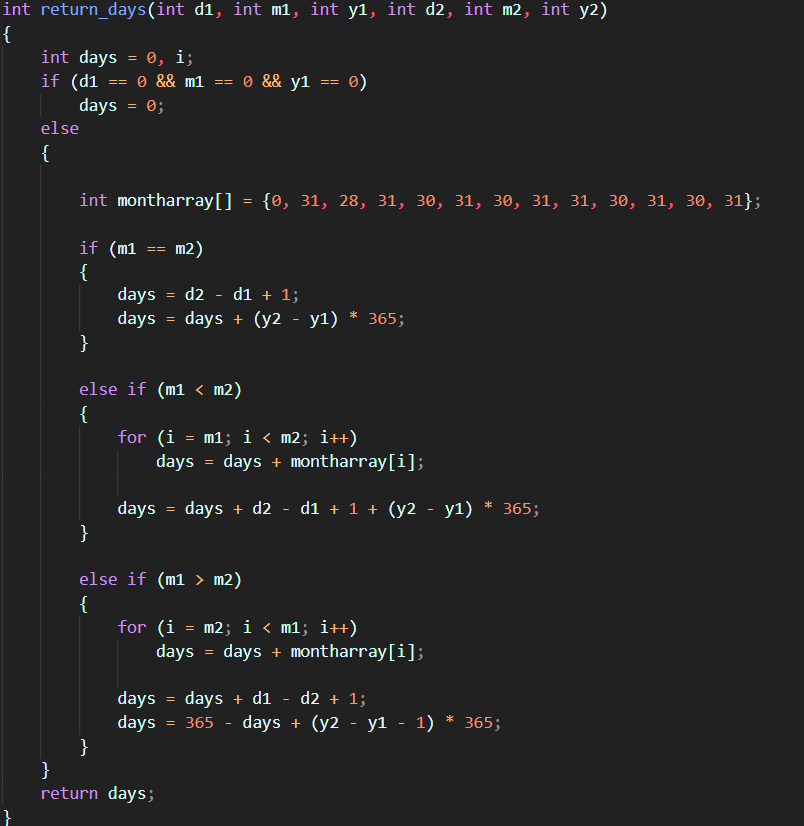 int return_days(int d1, int m1, int y1, int d2, int m2, int y2)
{
    int days = 0, i;
    if (d1 == 0 && m1 == 0 && y1 == 0)
        days = 0;
    else
    {
        int montharray[] = {0, 31, 28, 31, 30, 31, 30, 31, 31, 30, 31, 30, 31};
        if (m1 == m2)
        {
            days = d2 - d1 + 1;
            days = days + (y2 - y1) * 365;
        }
        else if (m1 < m2)
        {
            for (i = m1; i < m2; i++)
                days = days + montharray[i];
            days = days + d2 - d1 + 1 + (y2 - y1) * 365;
        }
        else if (m1 > m2)
        {
            for (i = m2; i < m1; i++)
                days = days + montharray[i];
            days = days + d1 - d2 + 1;
            days = 365 - days + (y2 - y1 - 1) * 365;
        }
    }
    return days;
}